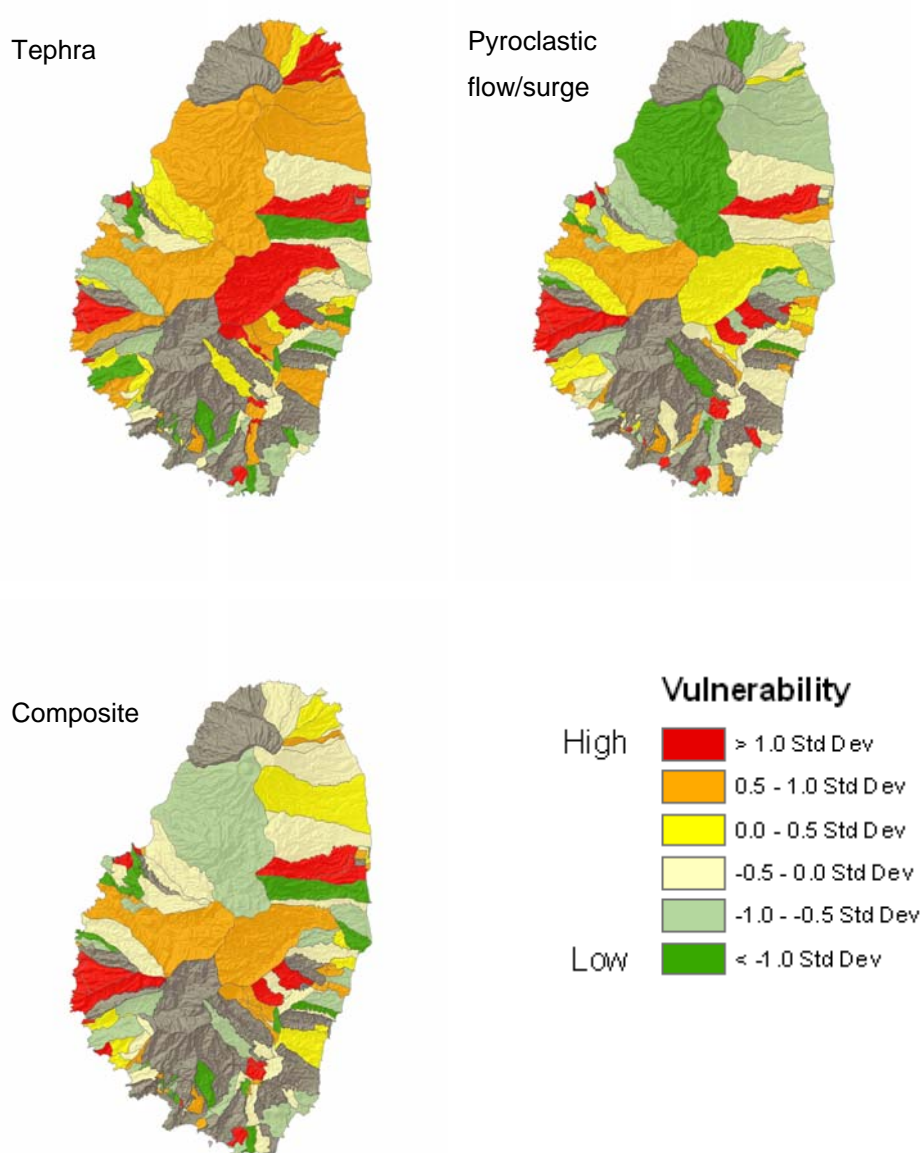 Tephra
Pyroclastic
flow/surge
Composite
Vulnerability
High
> 1.0 Std Dev
0.5 - 1.0 Std Dev
0.0 - 0.5 Std Dev
-0.5 - 0.0 Std Dev
-1.0 - -0.5 Std Dev
Low
< -1.0 Std Dev